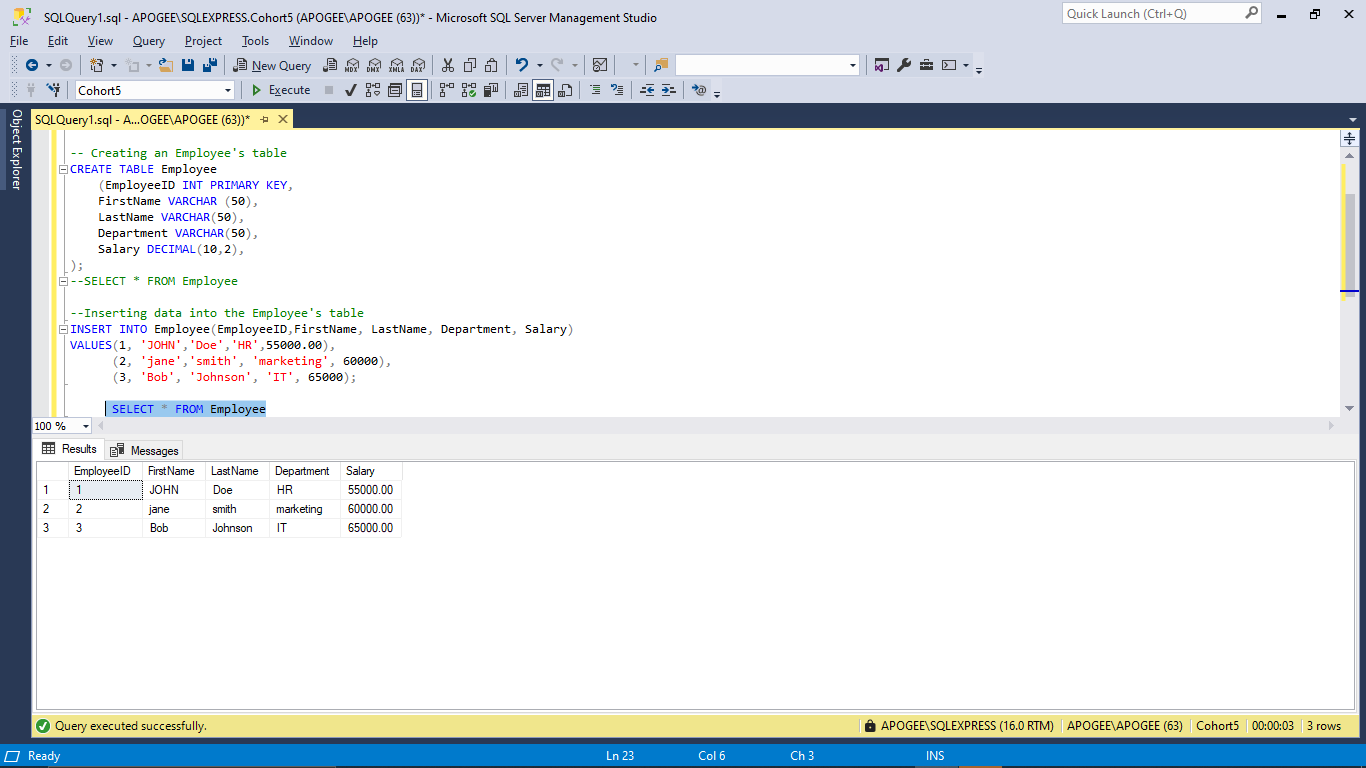 SQLQuery1.sql - APOGEE\SQLEXPRESS.Cohort5 (APOGEE\APOGEE (63))* - Microsoft SQL Server Management Studio
Quick Launch (Ctrl+Q)
File Edit View Query Project Tools Window Help
New Query MDX DMX XMLA DAX
Cohort5 Execute
SQLQuery1.sql - A...OGEE\APOGEE (63))*
Object Explorer
-- Creating an Employee's table
CREATE TABLE Employee
(EmployeeID INT PRIMARY KEY,
FirstName VARCHAR (50),
LastName VARCHAR(50),
Department VARCHAR(50),
Salary DECIMAL(10,2),
);
--SELECT * FROM Employee
--Inserting data into the Employee's table
INSERT INTO Employee(EmployeeID,FirstName, LastName, Department, Salary)
VALUES(1, 'JOHN','Doe','HR',55000.00),
(2, 'jane','smith', 'marketing', 60000),
(3, 'Bob', 'Johnson', 'IT', 65000);
SELECT * FROM Employee
100 %
Results Messages
EmployeeID FirstName LastName Department Salary
1 1 JOHN Doe HR 55000.00
2 2 jane smith marketing 60000.00
3 3 Bob Johnson IT 65000.00
Query executed successfully. APOGEE\SQLEXPRESS (16.0 RTM) APOGEE\APOGEE (63) Cohort5 00:00:03 3 rows
Ready Ln 23 Col 6 Ch 3 INS